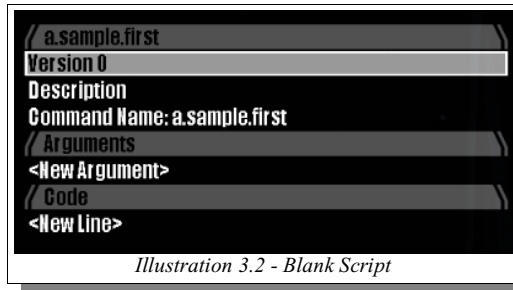 a.sample.first
Version 0
Description
Command Name: a.sample.first
Arguments
<New Argument>
Code
<New Line>
Illustration 3.2 - Blank Script